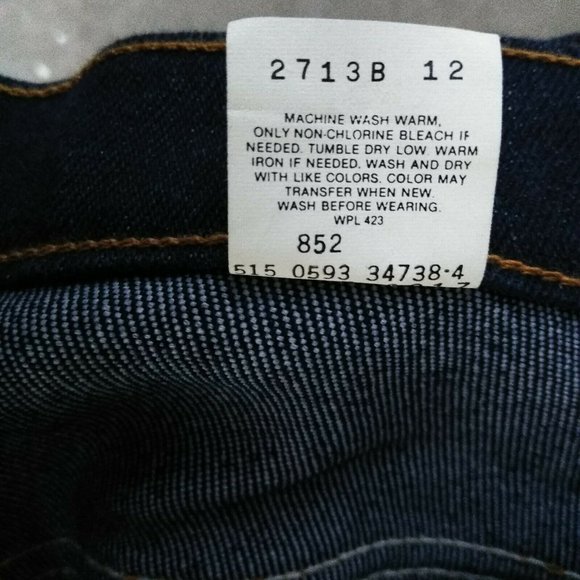 2713B 12
MACHINE WASH WARM,
ONLY NON-CHLORINE BLEACH IF
NEEDED. TUMBLE DRY LOW. WARM
IRON IF NEEDED. WASH AND DRY
WITH LIKE COLORS. COLOR MAY
TRANSFER WHEN NEW.
WASH BEFORE WEARING.
WPL 423
852
515 0593 34738-4